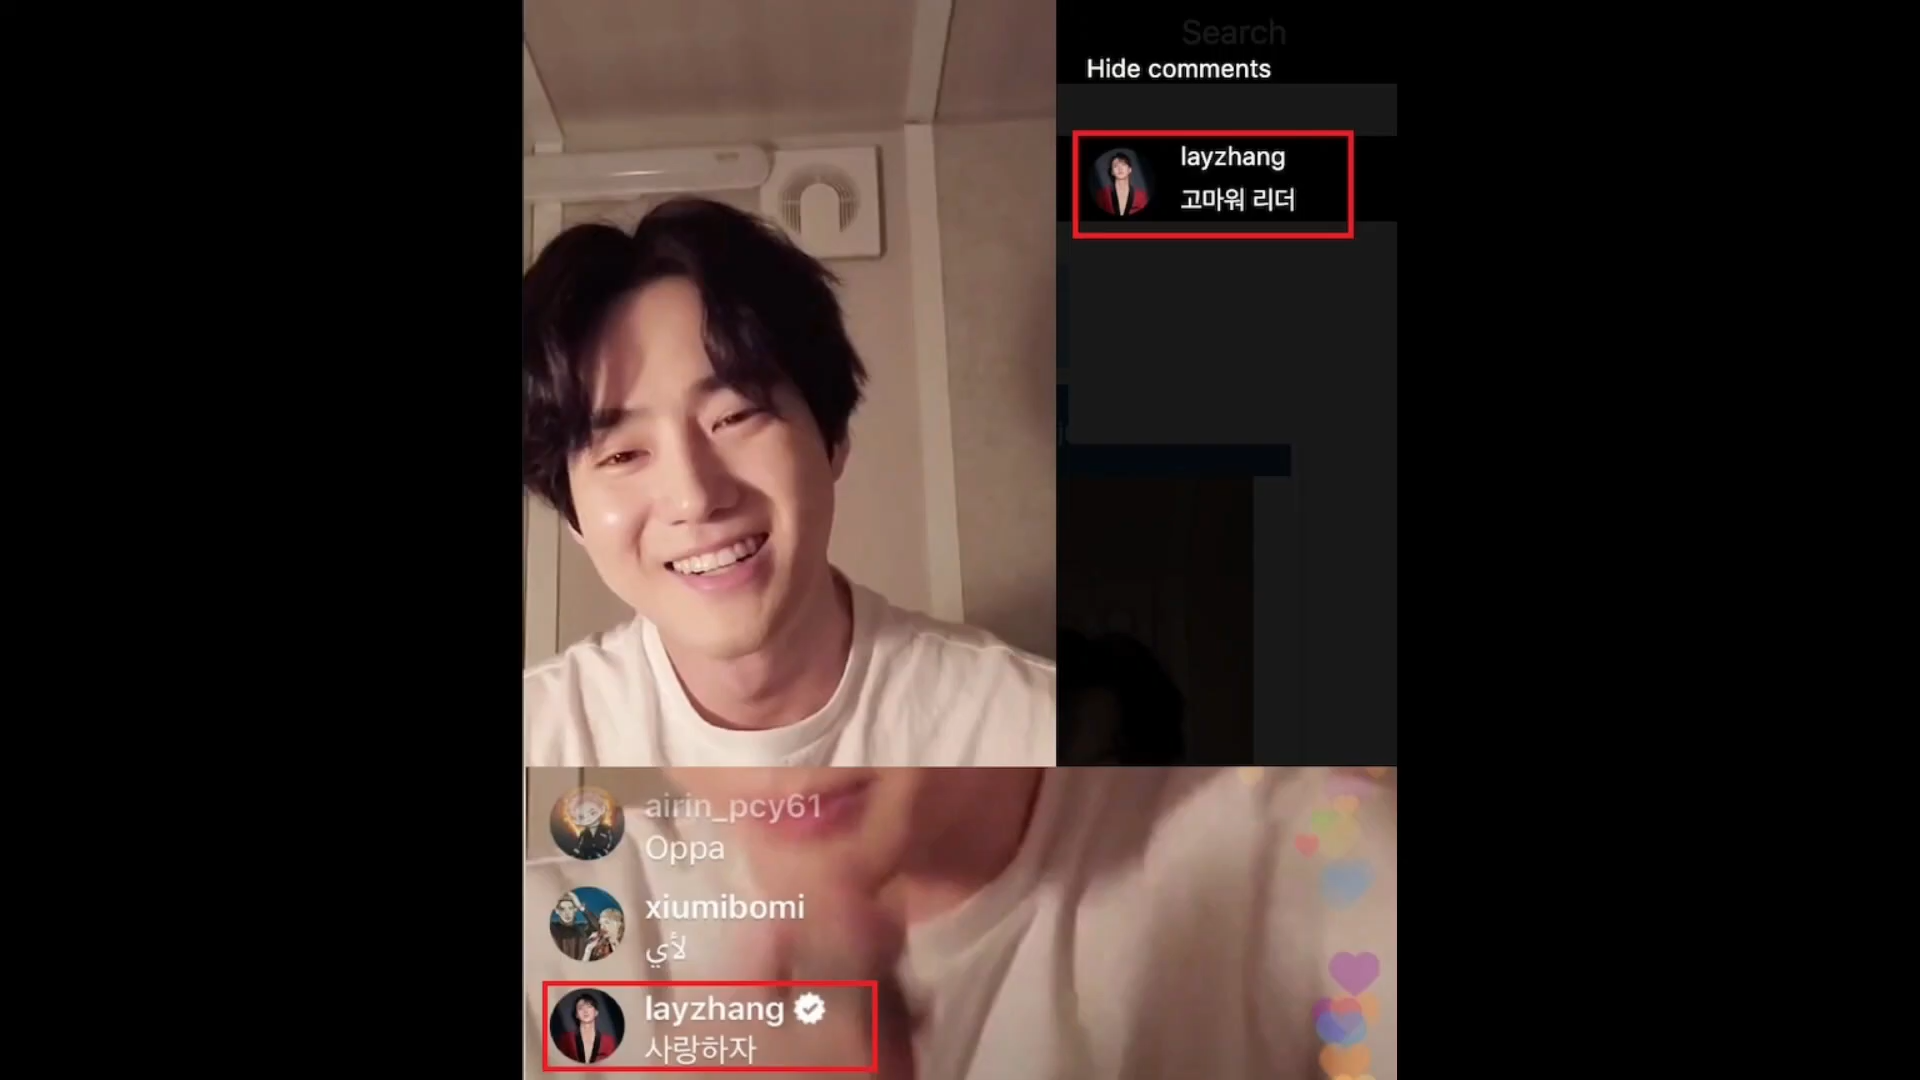 Search
Hide comments
layzhang
고마워 리더
airin_pcy61
Oppa
xiumibomi
لأي
layzhang
사랑하자